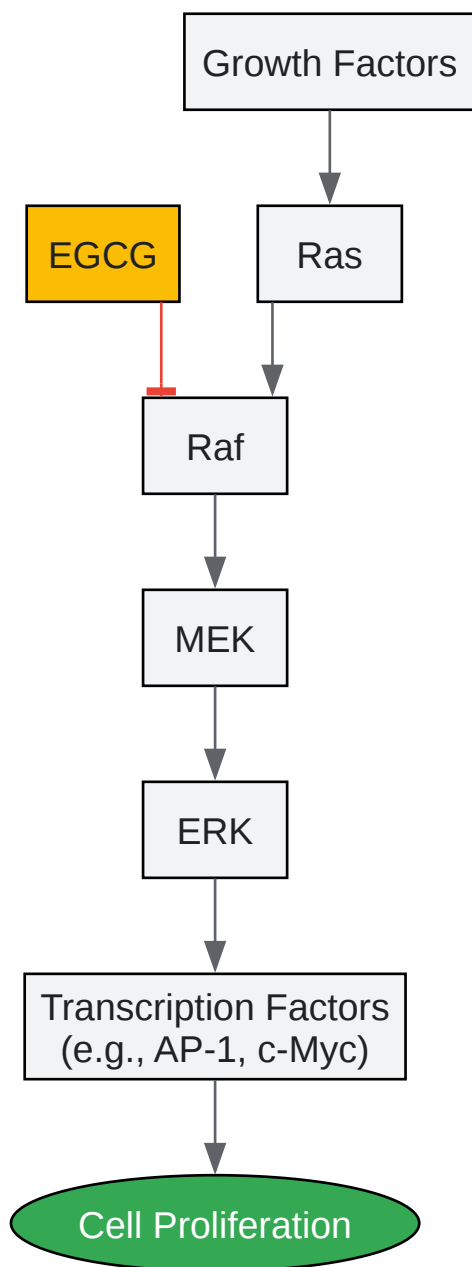 Growth Factors
EGCG
Ras
Raf
MEK
ERK
Transcription Factors
(e.g., AP-1, c-Myc)
Cell Proliferation